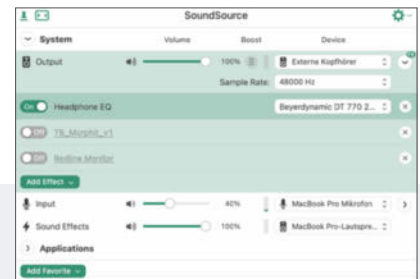 SoundSource
System Volume Boost Device
Output 100% Externe Kopfhörer
Sample Rate: 48000 Hz
On Headphone EQ Beyerdynamic DT 770 2...
Off TB_Morphit_v1
Off Redline Monitor
Add Effect
Input 40% MacBook Pro Mikrofon
Sound Effects 100% MacBook Pro-Lautspre...
Applications
Add Favorite